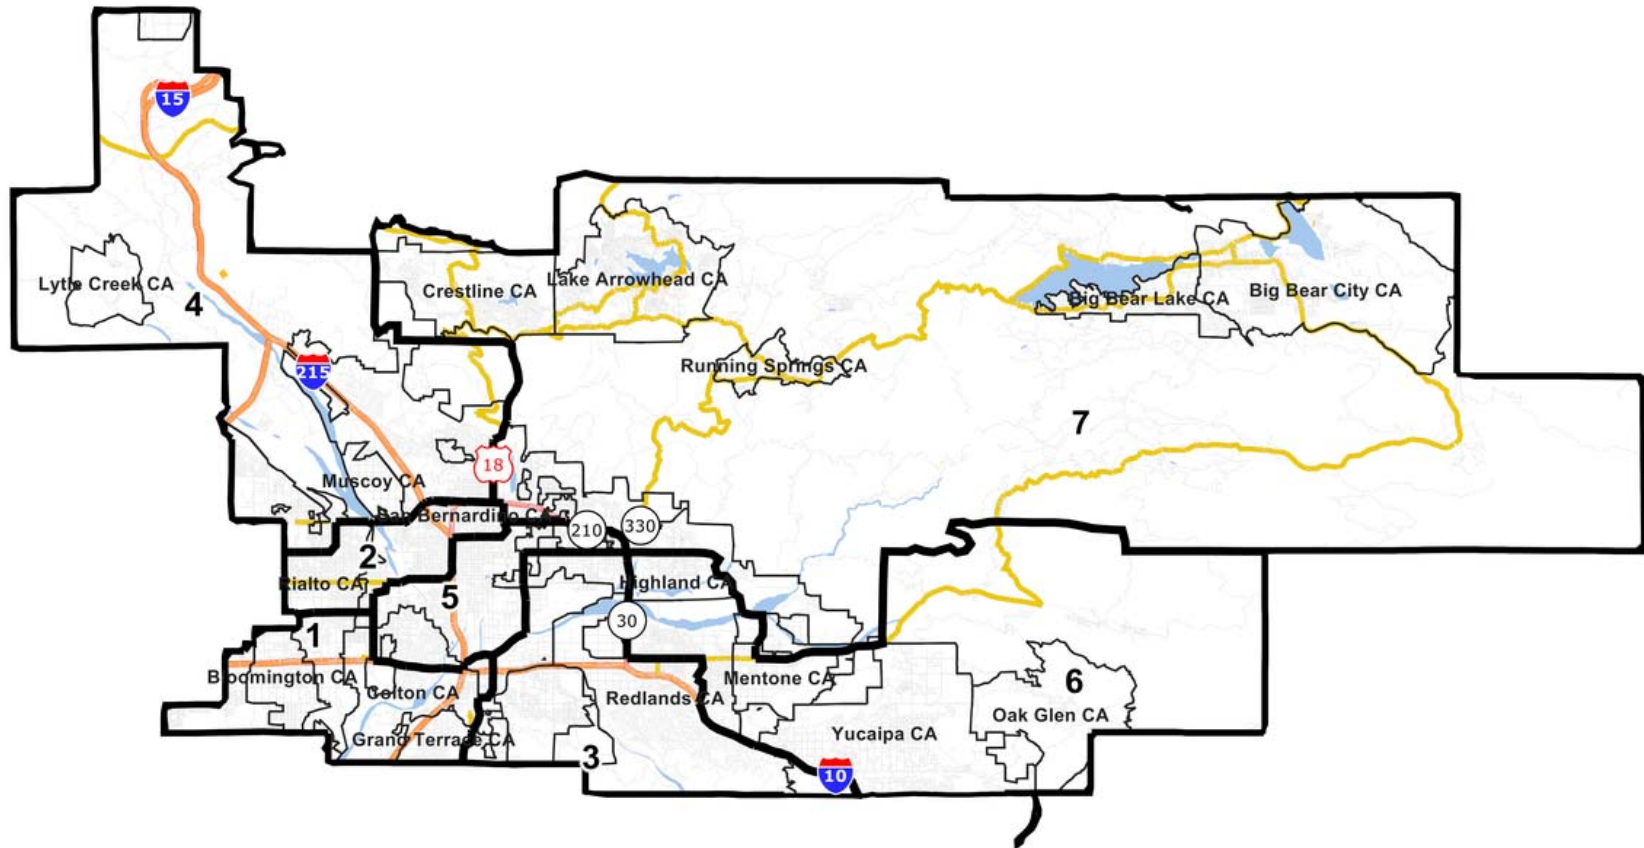 15
Lytle Creek CA
4
Crestline CA
Lake Arrowhead CA
Big Bear Lake CA
Big Bear City CA
215
Running Springs CA
7
18
Muscoy CA
San Bernardino CA
210
330
2
Rialto CA
5
Highland CA
30
1
Bloomington CA
Colton CA
Redlands CA
Mentone CA
6
Oak Glen CA
Grand Terrace CA
3
Yucaipa CA
10